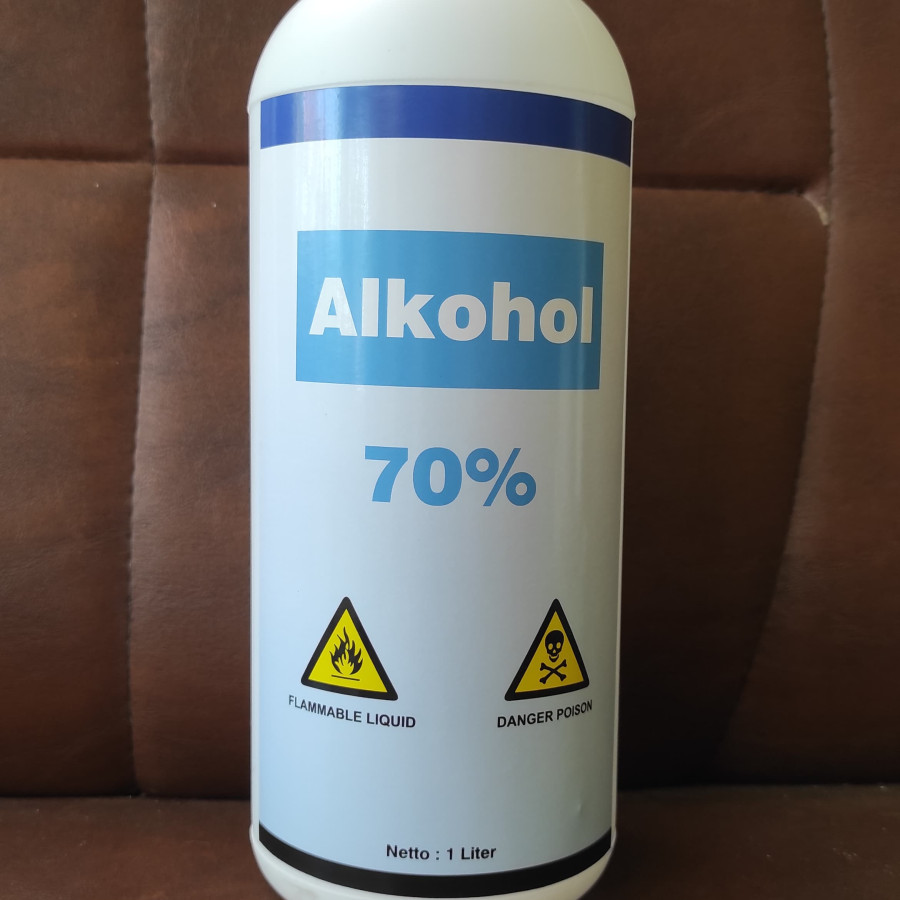 Alkohol
70%
FLAMMABLE LIQUID
DANGER POISON
Netto : 1 Liter